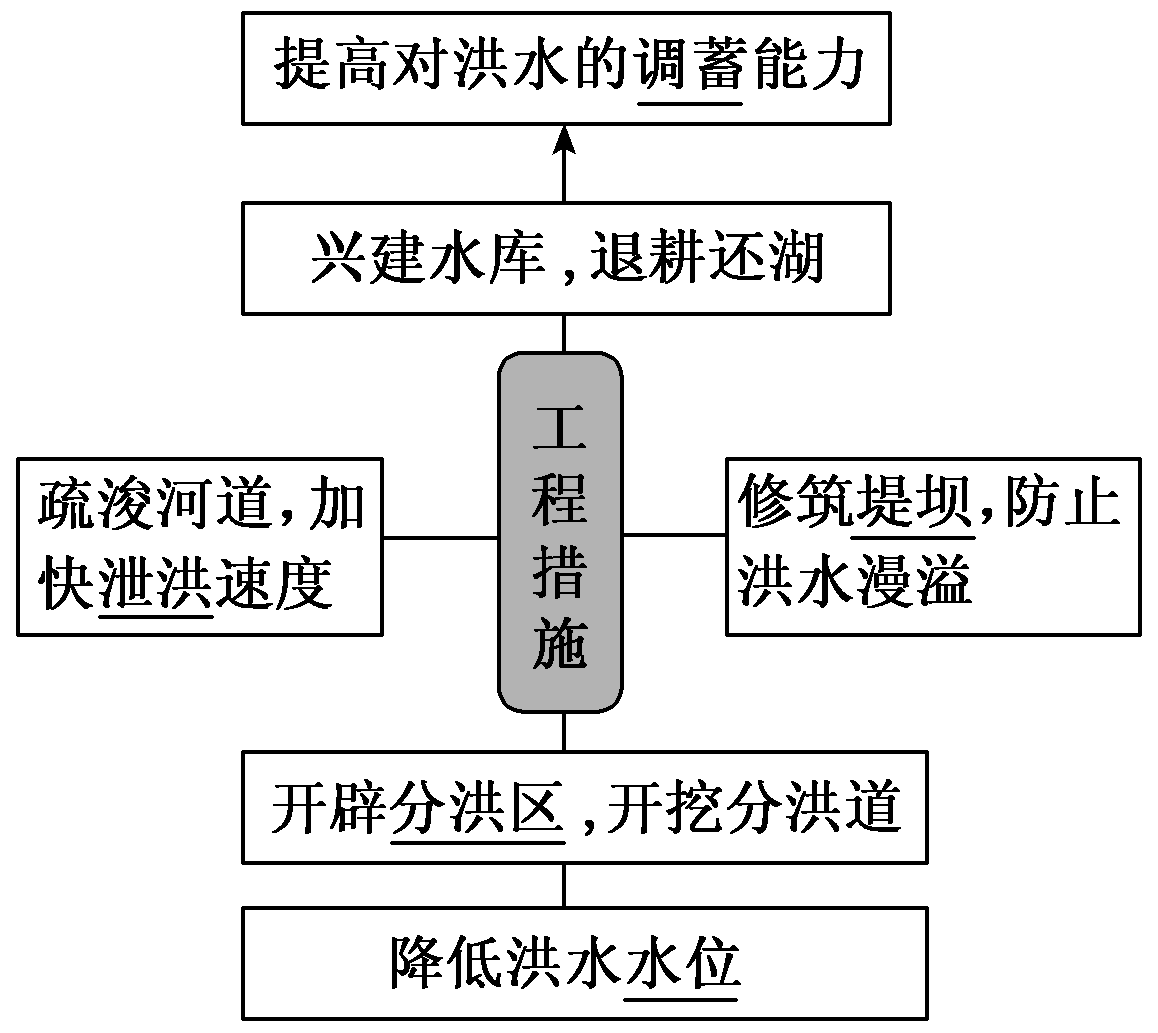 提高对洪水的调蓄能力
兴建水库,退耕还湖
工程措施
疏浚河道,加
快泄洪速度
修筑堤坝,防止
洪水漫溢
开辟分洪区,开挖分洪道
降低洪水水位